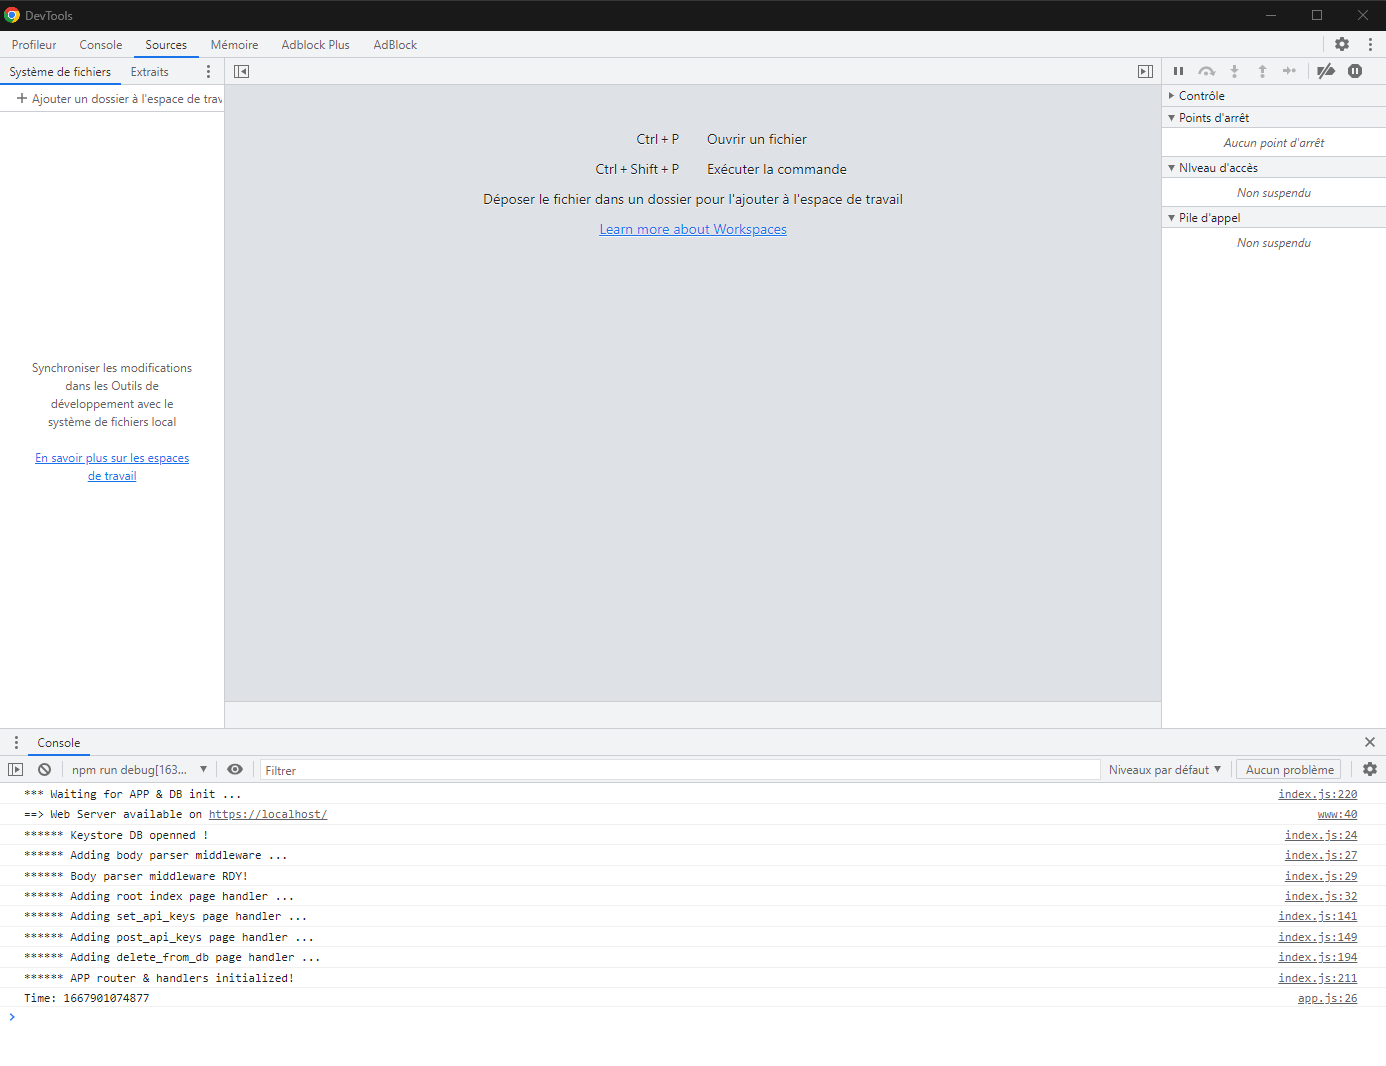 DevTools
Profileur Console Sources Mémoire Adblock Plus AdBlock
Système de fichiers Extraits
+ Ajouter un dossier à l'espace de trav
Ctrl + P Ouvrir un fichier
Ctrl + Shift + P Exécuter la commande
Déposer le fichier dans un dossier pour l'ajouter à l'espace de travail
Learn more about Workspaces
Contrôle
Points d'arrêt
Aucun point d'arrêt
NIveau d'accès
Non suspendu
Pile d'appel
Non suspendu
Synchroniser les modifications
dans les Outils de
développement avec le
système de fichiers local
En savoir plus sur les espaces
de travail
Console
npm run debug[163... Filtrer Niveaux par défaut Aucun problème
*** Waiting for APP & DB init ... index.js:220
==> Web Server available on https://localhost/ www:40
****** Keystore DB openned ! index.js:24
****** Adding body parser middleware ... index.js:27
****** Body parser middleware RDY! index.js:29
****** Adding root index page handler ... index.js:32
****** Adding set_api_keys page handler ... index.js:141
****** Adding post_api_keys page handler ... index.js:149
****** Adding delete_from_db page handler ... index.js:194
****** APP router & handlers initialized! index.js:211
Time: 1667901074877 app.js:26